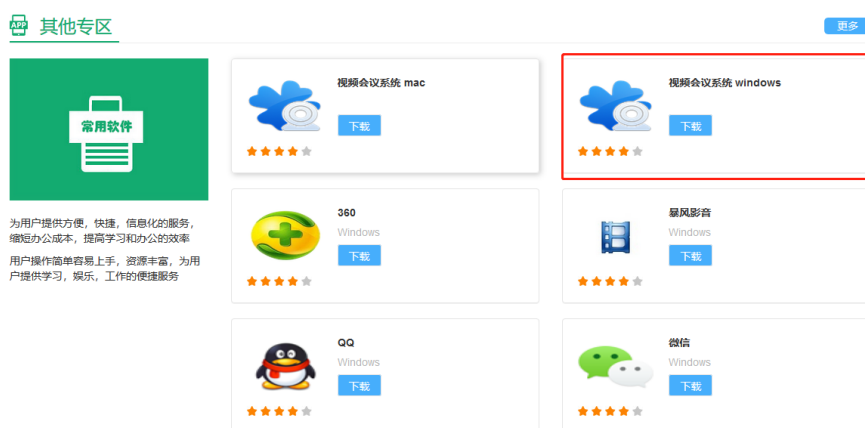 APP
其他专区
更多
常用软件
为用户提供方便，快捷，信息化的服务，
缩短办公成本，提高学习和办公的效率
用户操作简单容易上手，资源丰富，为用
户提供学习，娱乐，工作的便捷服务
视频会议系统 mac
下载
视频会议系统 windows
下载
360
Windows
下载
暴风影音
Windows
下载
QQ
Windows
下载
微信
Windows
下载